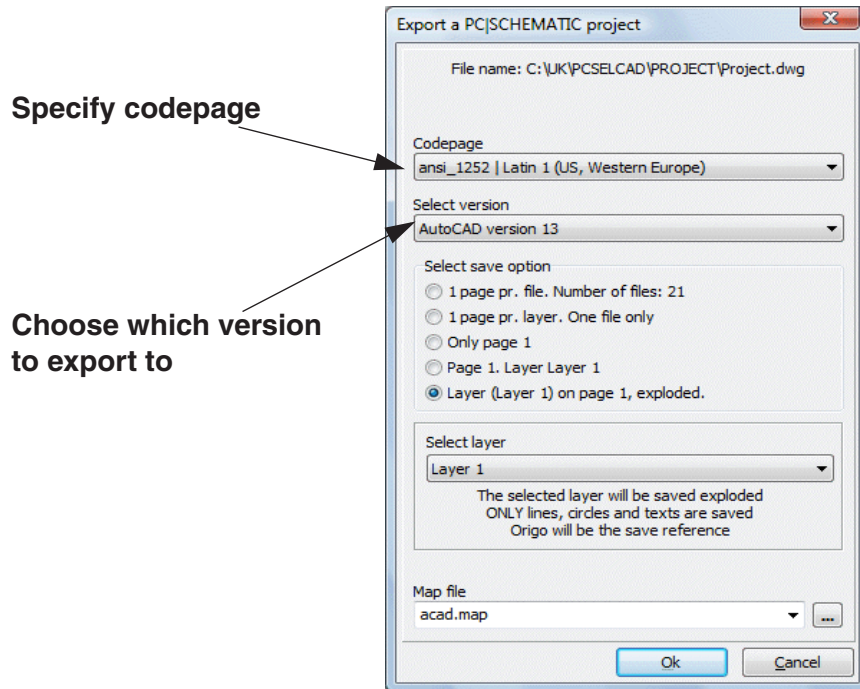 Export a PC|SCHEMATIC project
File name: C:\UK\PCSELCAD\PROJECT\Project.dwg
Specify codepage
Codepage
ansi_1252 | Latin 1 (US, Western Europe)
Select version
AutoCAD version 13
Select save option
1 page pr. file. Number of files: 21
1 page pr. layer. One file only
Choose which version
to export to
Only page 1
Page 1. Layer Layer 1
Layer (Layer 1) on page 1, exploded.
Select layer
Layer 1
The selected layer will be saved exploded
ONLY lines, circles and texts are saved
Origo will be the save reference
Map file
acad.map
...
Ok
Cancel